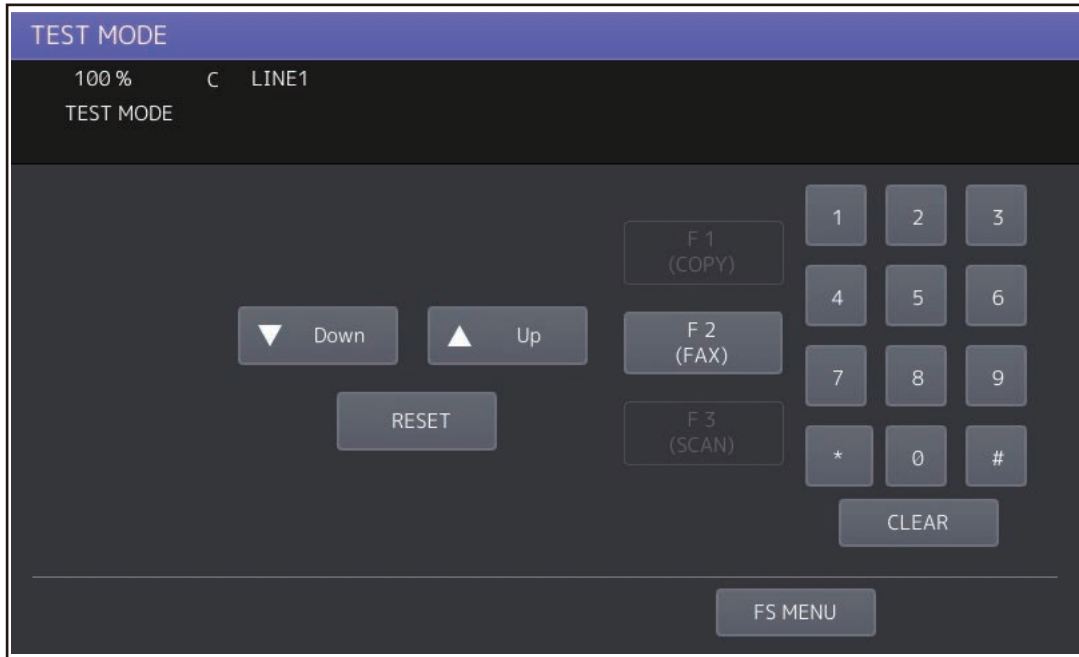 TEST MODE
100 % C LINE1
TEST MODE
1 2 3
F 1
(COPY)
4 5 6
Down Up
F 2
(FAX)
7 8 9
RESET
F 3
(SCAN)
* 0 #
CLEAR
FS MENU